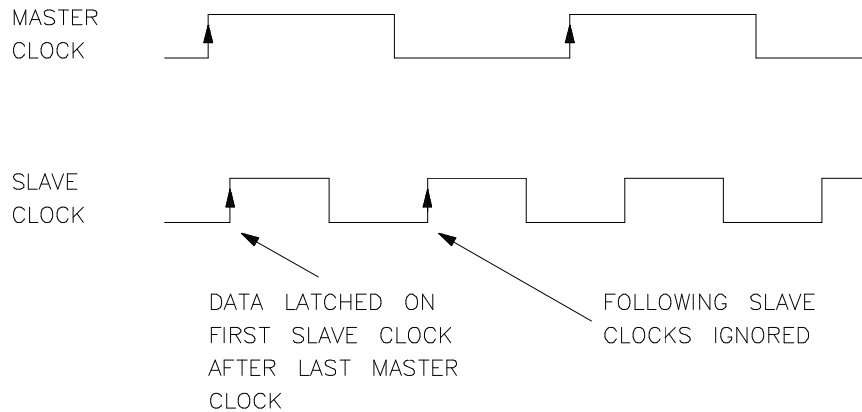 MASTER
CLOCK
SLAVE
CLOCK
DATA LATCHED ON
FIRST SLAVE CLOCK
AFTER LAST MASTER
CLOCK
FOLLOWING SLAVE
CLOCKS IGNORED